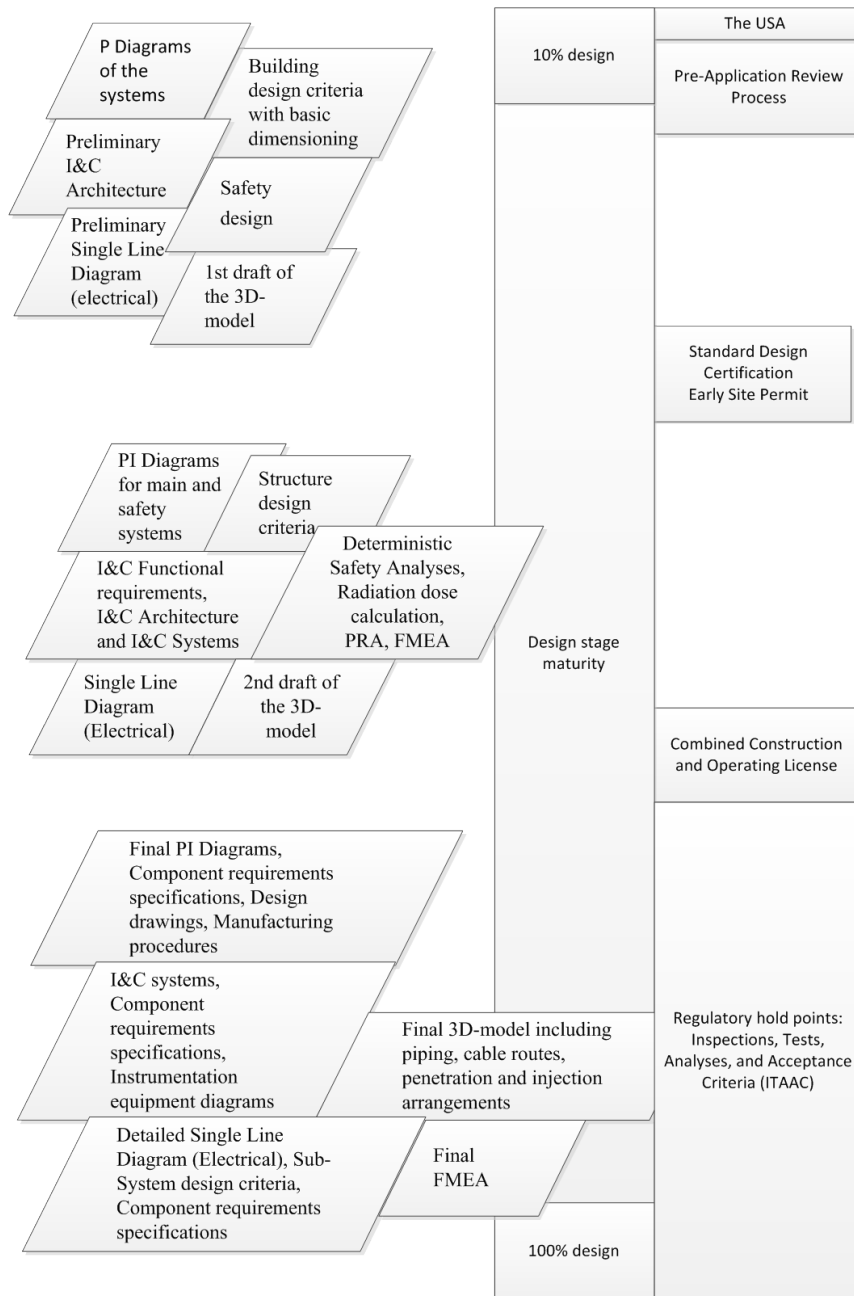 P Diagrams
of the
systems
Building
design criteria
with basic
dimensioning
Preliminary
I&C
Architecture
Safety
design
Preliminary
Single Line
Diagram
(electrical)
1st draft of
the 3D-
model
PI Diagrams
for main and
safety
systems
Structure
design
criteria
I&C Functional
requirements,
I&C Architecture
and I&C Systems
Deterministic
Safety Analyses,
Radiation dose
calculation,
PRA, FMEA
Single Line
Diagram
(Electrical)
2nd draft of
the 3D-
model
Final PI Diagrams,
Component requirements
specifications, Design
drawings, Manufacturing
procedures
I&C systems,
Component
requirements
specifications,
Instrumentation
equipment diagrams
Final 3D-model including
piping, cable routes,
penetration and injection
arrangements
Detailed Single Line
Diagram (Electrical), Sub-
System design criteria,
Component requirements
specifications
Final
FMEA
10% design
Design stage
maturity
100% design
The USA
Pre-Application Review
Process
Standard Design
Certification
Early Site Permit
Combined Construction
and Operating License
Regulatory hold points:
Inspections, Tests,
Analyses, and Acceptance
Criteria (ITAAC)